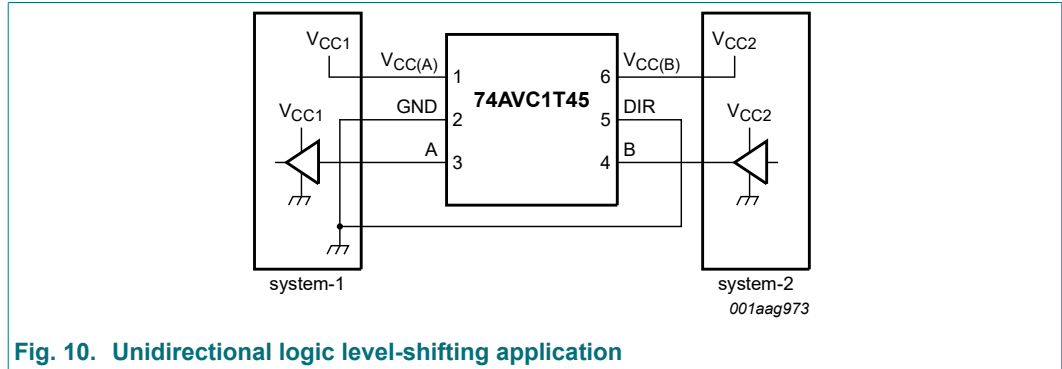 VCC1 VCC(A) 1 74AVC1T45 6 VCC(B) VCC2
GND 2 5 DIR
VCC1 VCC2
A 3 4 B
system-1 system-2
001aag973
Fig. 10. Unidirectional logic level-shifting application